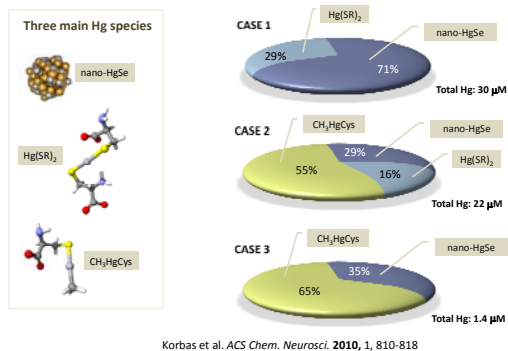 Three main Hg species
nano-HgSe
Hg(SR)₂
CH₃HgCys
CASE 1
Hg(SR)₂
nano-HgSe
29%
71%
Total Hg: 30 µM
CASE 2
CH₃HgCys
nano-HgSe
Hg(SR)₂
29%
55%
16%
Total Hg: 22 µM
CASE 3
CH₃HgCys
nano-HgSe
35%
65%
Total Hg: 1.4 µM
Korbas et al. ACS Chem. Neurosci. 2010, 1, 810-818